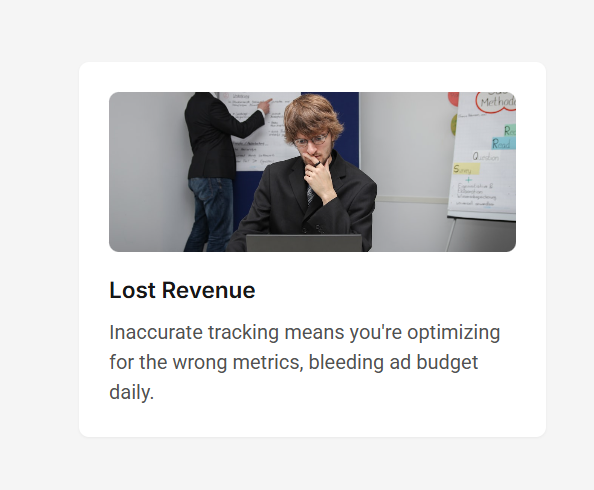 Methode
R
Read
Question
S
+
Lost Revenue
Inaccurate tracking means you're optimizing
for the wrong metrics, bleeding ad budget
daily.